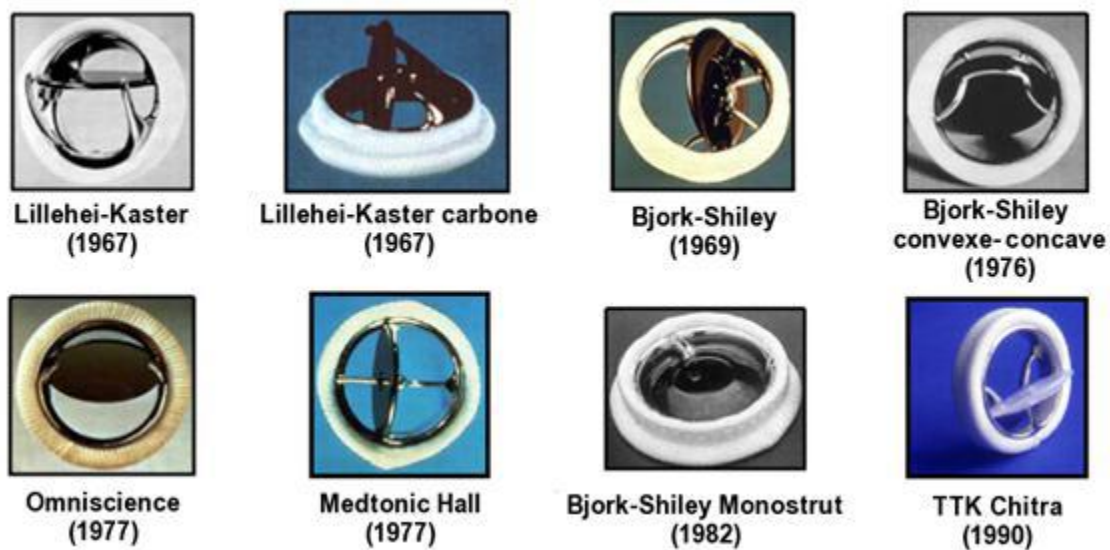 Lillehei-Kaster
(1967)
Lillehei-Kaster carbone
(1967)
Bjork-Shiley
(1969)
Bjork-Shiley
convexe-concave
(1976)
Omniscience
(1977)
Medtonic Hall
(1977)
Bjork-Shiley Monostrut
(1982)
TTK Chitra
(1990)